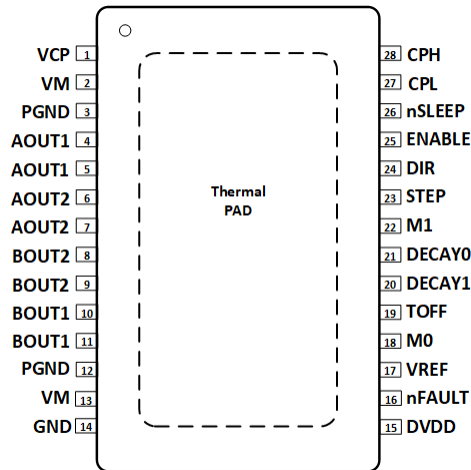 VCP 1 28 CPH
VM 2 27 CPL
PGND 3 26 nSLEEP
AOUT1 4 25 ENABLE
AOUT1 5 24 DIR
AOUT2 6 23 STEP
AOUT2 7 22 M1
BOUT2 8 21 DECAY0
BOUT2 9 20 DECAY1
BOUT1 10 19 TOFF
BOUT1 11 18 M0
PGND 12 17 VREF
VM 13 16 nFAULT
GND 14 15 DVDD
Thermal
PAD